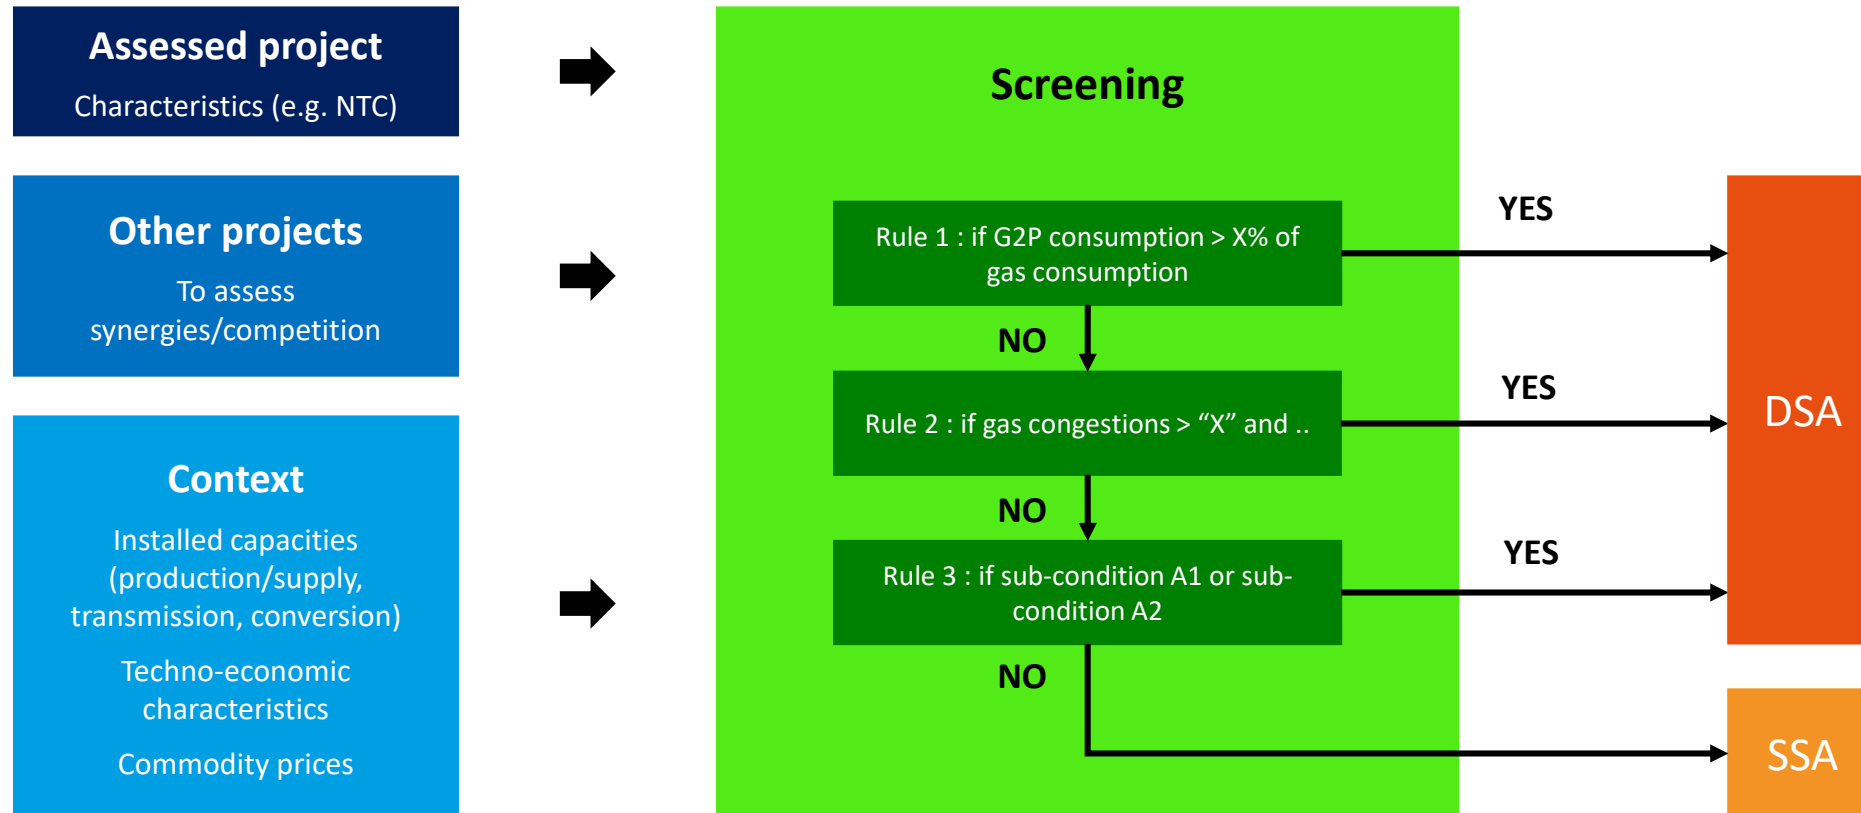 Assessed project
Characteristics (e.g. NTC)
Other projects
To assess
synergies/competition
Context
Installed capacities
(production/supply,
transmission, conversion)
Techno-economic
characteristics
Commodity prices
Screening
Rule 1 : if G2P consumption > X% of
gas consumption
YES
NO
Rule 2 : if gas congestions > “X” and ..
YES
NO
Rule 3 : if sub-condition A1 or sub-
condition A2
YES
NO
DSA
SSA